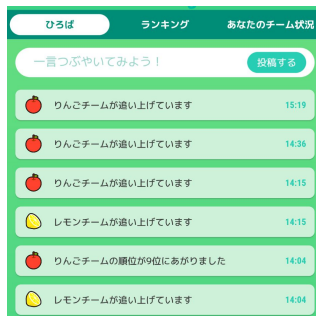 ひろば
ランキング
あなたのチーム状況
一言つぶやいてみよう！
投稿する
りんごチームが追い上げています
15:19
りんごチームが追い上げています
14:36
りんごチームが追い上げています
14:15
レモンチームが追い上げています
14:15
りんごチームの順位が9位にあがりました
14:04
レモンチームが追い上げています
14:04